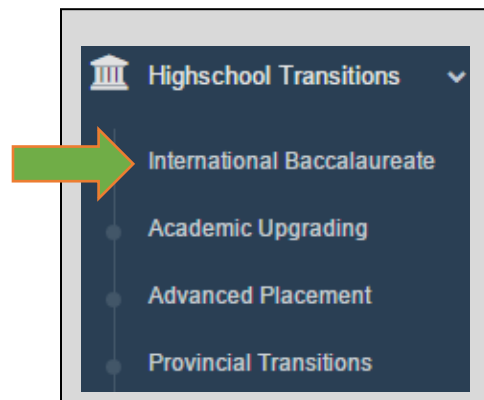 Highschool Transitions
International Baccalaureate
Academic Upgrading
Advanced Placement
Provincial Transitions